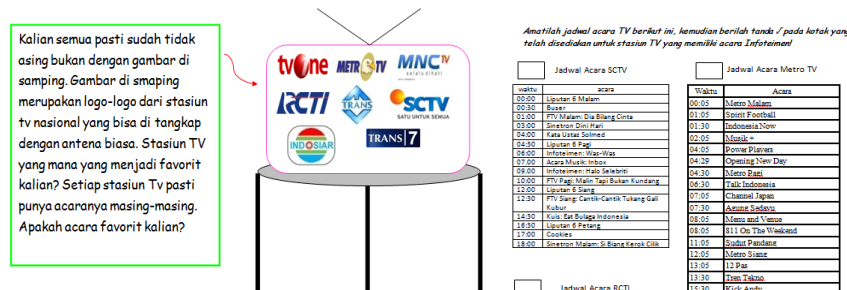 Kalian semua pasti sudah tidak
asing bukan dengan gambar di
samping. Gambar di smaping
merupakan logo-logo dari stasiun
tv nasional yang bisa di tangkap
dengan antena biasa. Stasiun TV
yang mana yang menjadi favorit
kalian? Setiap stasiun Tv pasti
punya acaranya masing-masing.
Apakah acara favorit kalian?
tvOne METRO TV MNC TV
selalu dihati
RCTI TRANS SCTV
SATU UNTUK SEMUA
INDOSIAR TRANS|7
Amatilah jadwal acara TV berikut ini, kemudian berilah tanda √ pada kotak yang
telah disediakan untuk stasiun TV yang memiliki acara Infoteimen!
Jadwal Acara SCTV
waktu acara
00:00 Liputan 6 Malam
00:30 Buser
01:00 FTV Malam: Dia Bilang Cinta
03:00 Sinetron Dini Hari
04:00 Kata Ustaz Solmed
04:30 Liputan 6 Pagi
06:00 Infoteimen: Was-Was
07.00 Acara Musik: Inbox
09.00 Infoteimen: Halo Selebriti
10:00 FTV Pagi: Malin Tapi Bukan Kundang
12:00 Liputan 6 Siang
12:30 FTV Siang: Cantik-Cantik Tukang Gali
Kubur
14:30 Kuis: Eat Bulaga Indonesia
16:30 Liputan 6 Petang
17:00 Cookies
18:00 Sinetron Malam: Si Biang Kerok Cilik
Jadwal Acara RCTI
Jadwal Acara Metro TV
Waktu Acara
00:05 Metro Malam
01:05 Spirit Football
01:30 Indonesia Now
02:05 Musik +
04:05 Power Players
04:29 Opening New Day
04:30 Metro Pagi
06:30 Talk Indonesia
07:05 Channel Japan
07:30 Agung Sedayu
08:05 Menu and Venue
08:05 811 On The Weekend
11:05 Sudut Pandang
12:05 Metro Siang
13:05 12 Pas
13:30 Tren Tekno
15:30 Kick Andy